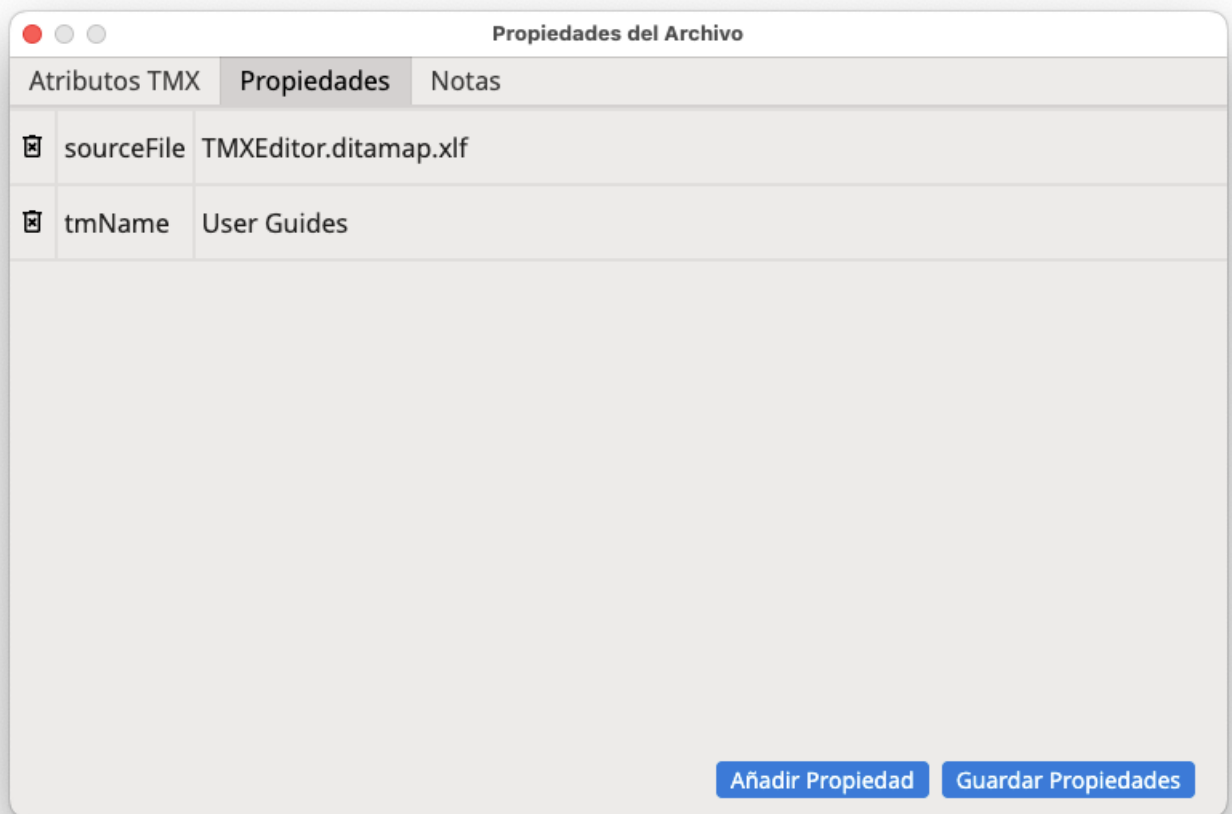 Propiedades del Archivo
Atributos TMX Propiedades Notas
sourceFile TMXEditor.ditamap.xlf
tmName User Guides
Añadir Propiedad Guardar Propiedades